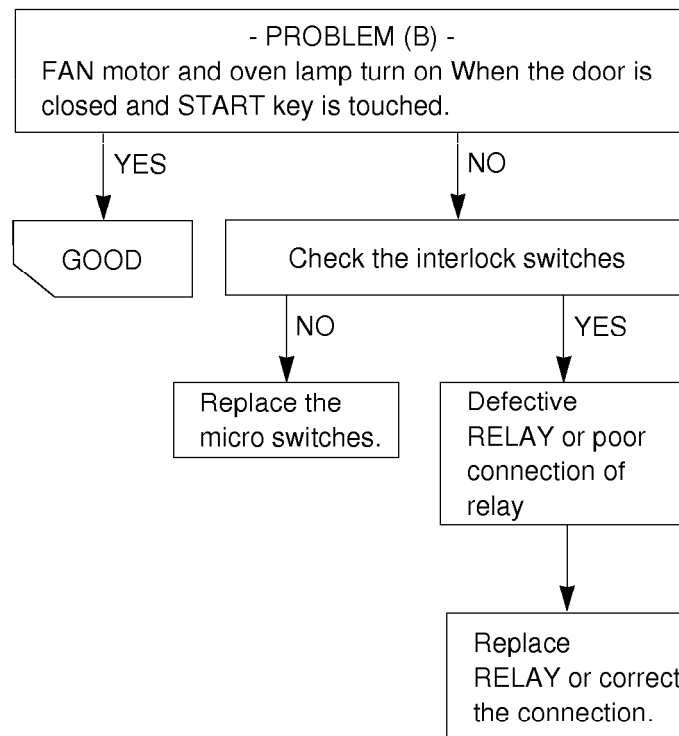 - PROBLEM (B) -
FAN motor and oven lamp turn on When the door is
closed and START key is touched.
YES
NO
GOOD
Check the interlock switches
NO
YES
Replace the
micro switches.
Defective
RELAY or poor
connection of
relay
Replace
RELAY or correct
the connection.